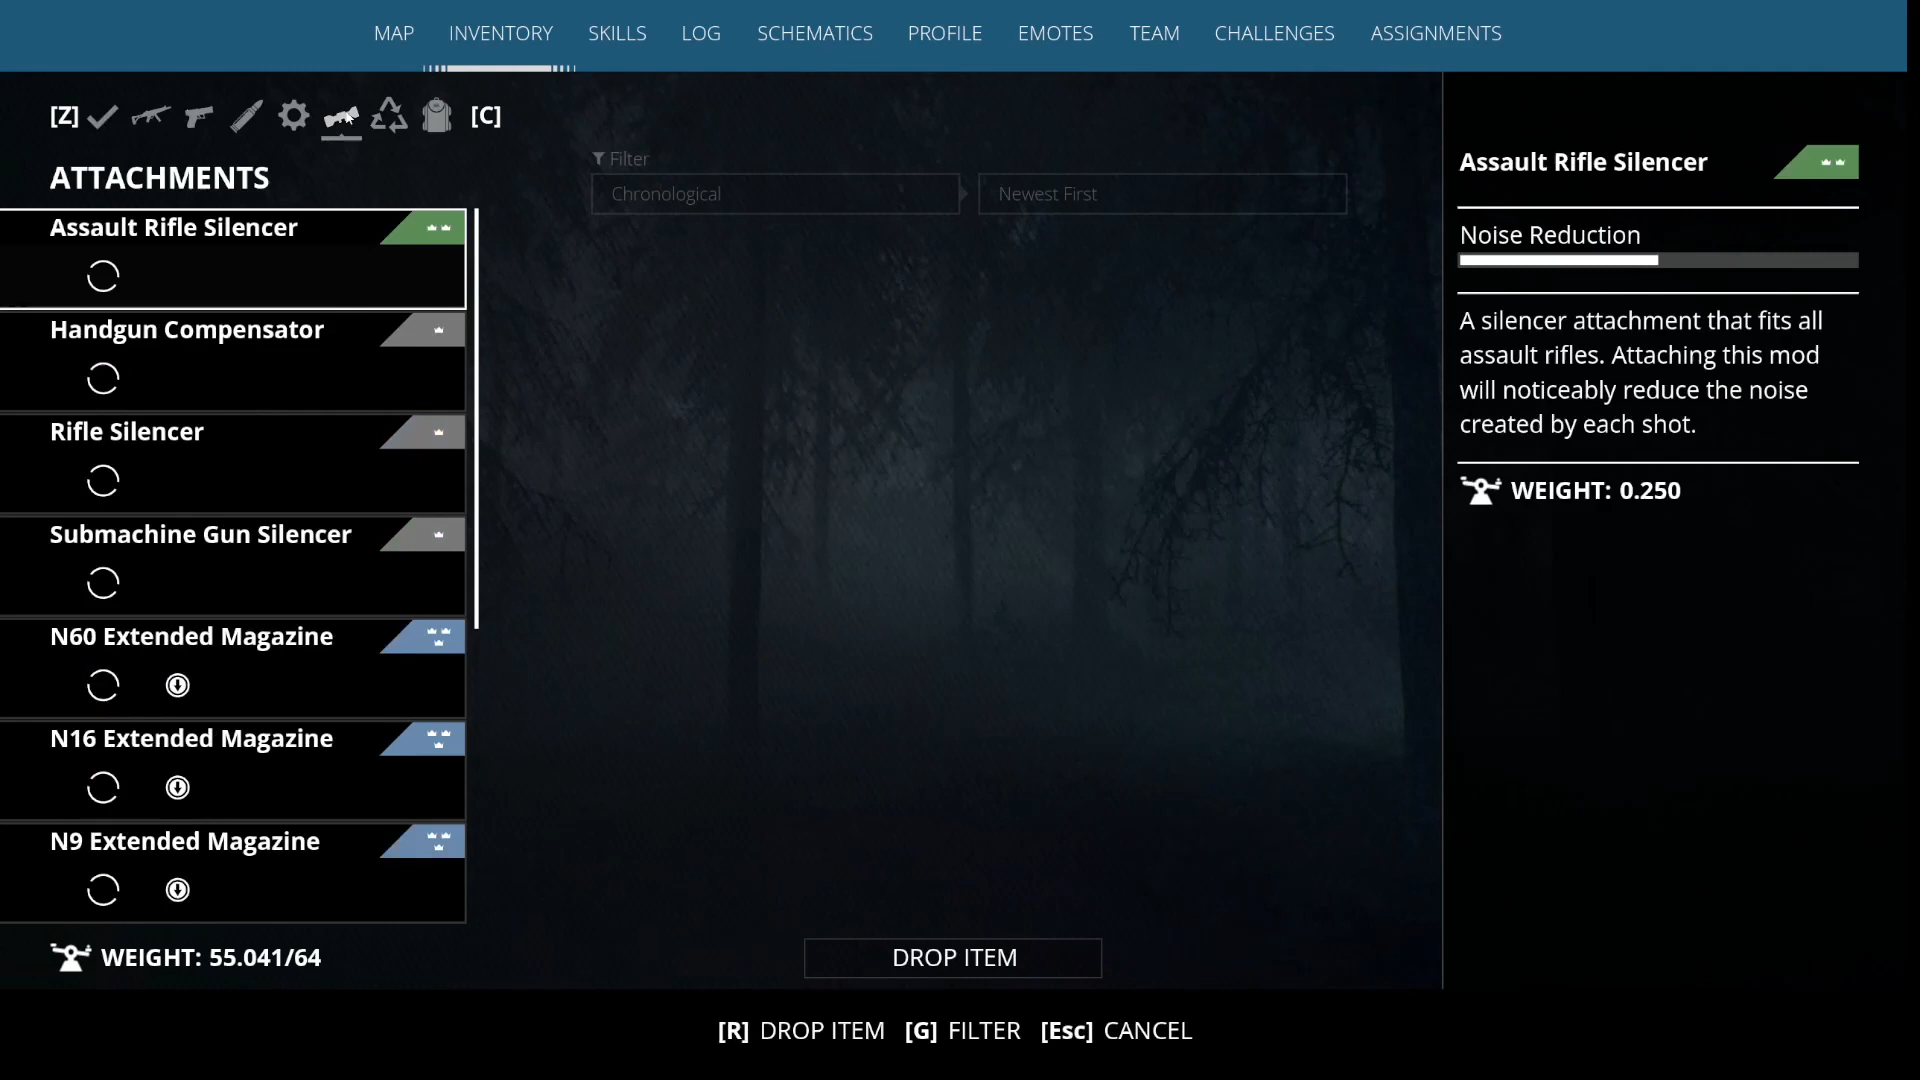 MAP INVENTORY SKILLS LOG SCHEMATICS PROFILE EMOTES TEAM CHALLENGES ASSIGNMENTS
[Z] [C]
ATTACHMENTS
Filter
Chronological Newest First
Assault Rifle Silencer
Handgun Compensator
Rifle Silencer
Submachine Gun Silencer
N60 Extended Magazine
N16 Extended Magazine
N9 Extended Magazine
WEIGHT: 55.041/64
DROP ITEM
Assault Rifle Silencer
Noise Reduction
A silencer attachment that fits all
assault rifles. Attaching this mod
will noticeably reduce the noise
created by each shot.
WEIGHT: 0.250
[R] DROP ITEM [G] FILTER [Esc] CANCEL